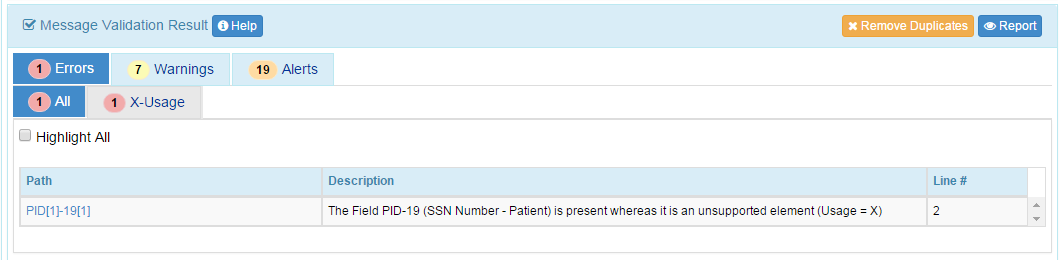 Message Validation Result Help Remove Duplicates Report
1 Errors 7 Warnings 19 Alerts
1 All 1 X-Usage
Highlight All
Path Description Line #
PID[1]-19[1] The Field PID-19 (SSN Number - Patient) is present whereas it is an unsupported element (Usage = X) 2